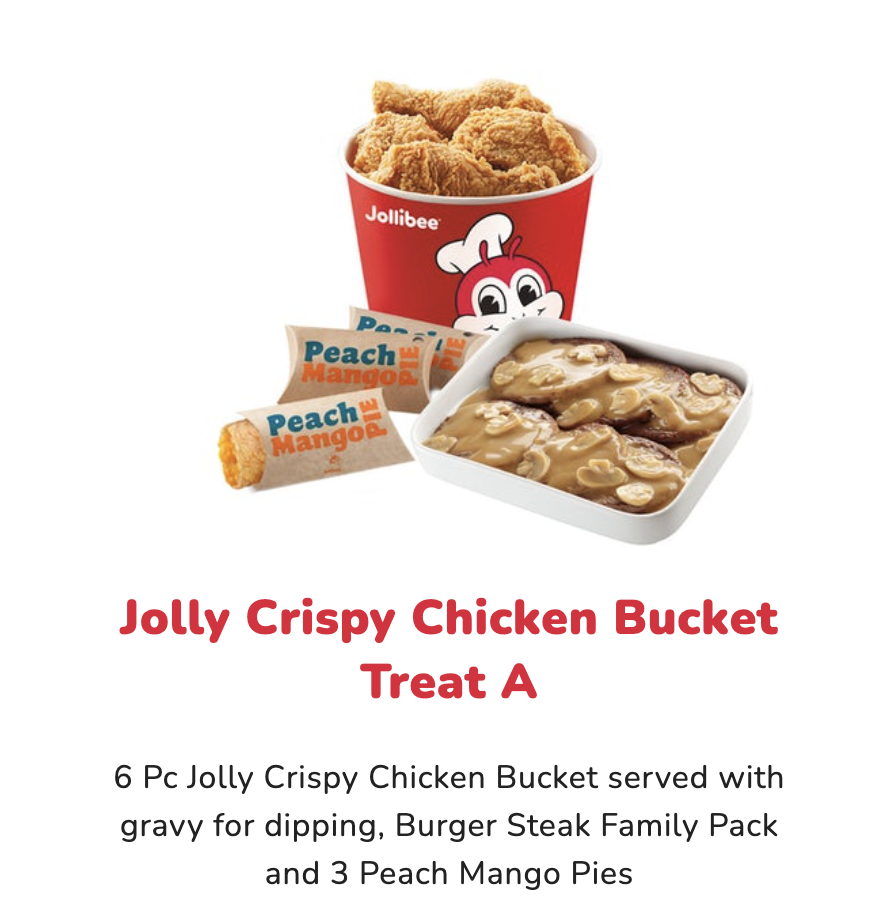 Jollibee
Peach
Mango PIE
PIE
Peach
Mango PIE
Jolly Crispy Chicken Bucket
Treat A
6 Pc Jolly Crispy Chicken Bucket served with
gravy for dipping, Burger Steak Family Pack
and 3 Peach Mango Pies